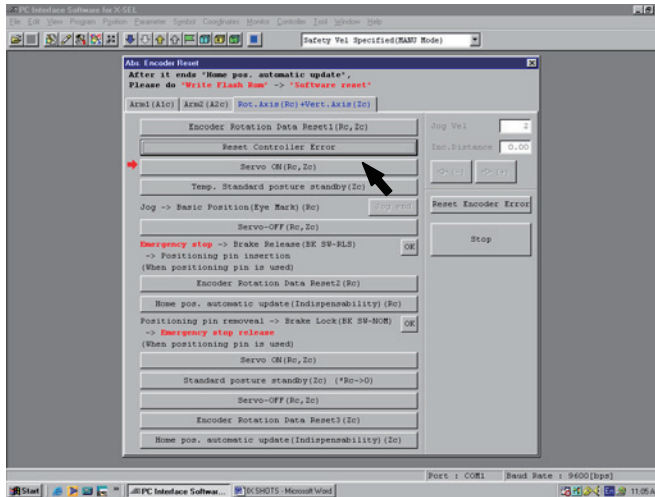 PC Interface Software for X-SEL
File Edit View Program Position Parameter Symbol Coordinates Monitor Controller Tool Window Help
Safety Vel Specified(MANU Mode)
Abs. Encoder Reset
After it ends "Home pos. automatic update",
Please do "Write Flash Rom" -> "Software reset"
Arm1(A1c) Arm2(A2c) Rot.Axis(Rc)+Vert.Axis(Zc)
Encoder Rotation Data Reset1(Rc,Zc)
Reset Controller Error
Servo ON(Rc,Zc)
Temp. Standard posture standby(Zc)
Jog -> Basic Position(Eye Mark)(Rc)
Jog end
Servo-OFF(Rc,Zc)
Emergency stop -> Brake Release(BK SW-RLS)
-> Positioning pin insertion
(When positioning pin is used)
OK
Encoder Rotation Data Reset2(Rc)
Home pos. automatic update(Indispensability)(Rc)
Positioning pin removeal -> Brake Lock(BK SW-NOM)
-> Emergency stop release
(When positioning pin is used)
OK
Servo ON(Rc,Zc)
Standard posture standby(Zc) (*Rc->0)
Servo-OFF(Rc,Zc)
Encoder Rotation Data Reset3(Zc)
Home pos. automatic update(Indispensability)(Zc)
Jog Vel 2
Inc.Distance 0.00
Reset Encoder Error
Stop
Port : COM1 Baud Rate : 9600[bps]
Start
PC Interface Softwar...
IX SHOTS - Microsoft Word
11:05 A